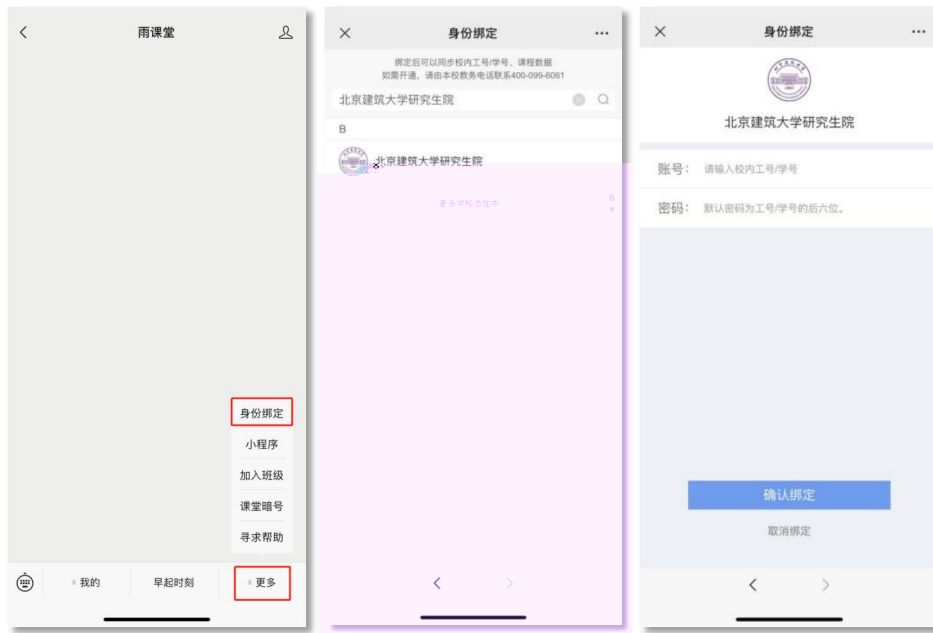 雨课堂
身份绑定
小程序
加入班级
课堂暗号
寻求帮助
我的
早起时刻
更多
身份绑定
绑定后可以同步校内工号/学号、课程数据
如需开通，请由本校教务电话联系400-099-6061
北京建筑大学研究生院
B
北京建筑大学研究生院
更多学校添加中
B
身份绑定
北京建筑大学研究生院
账号： 请输入校内工号/学号
密码： 默认密码为工号/学号的后六位。
确认绑定
取消绑定